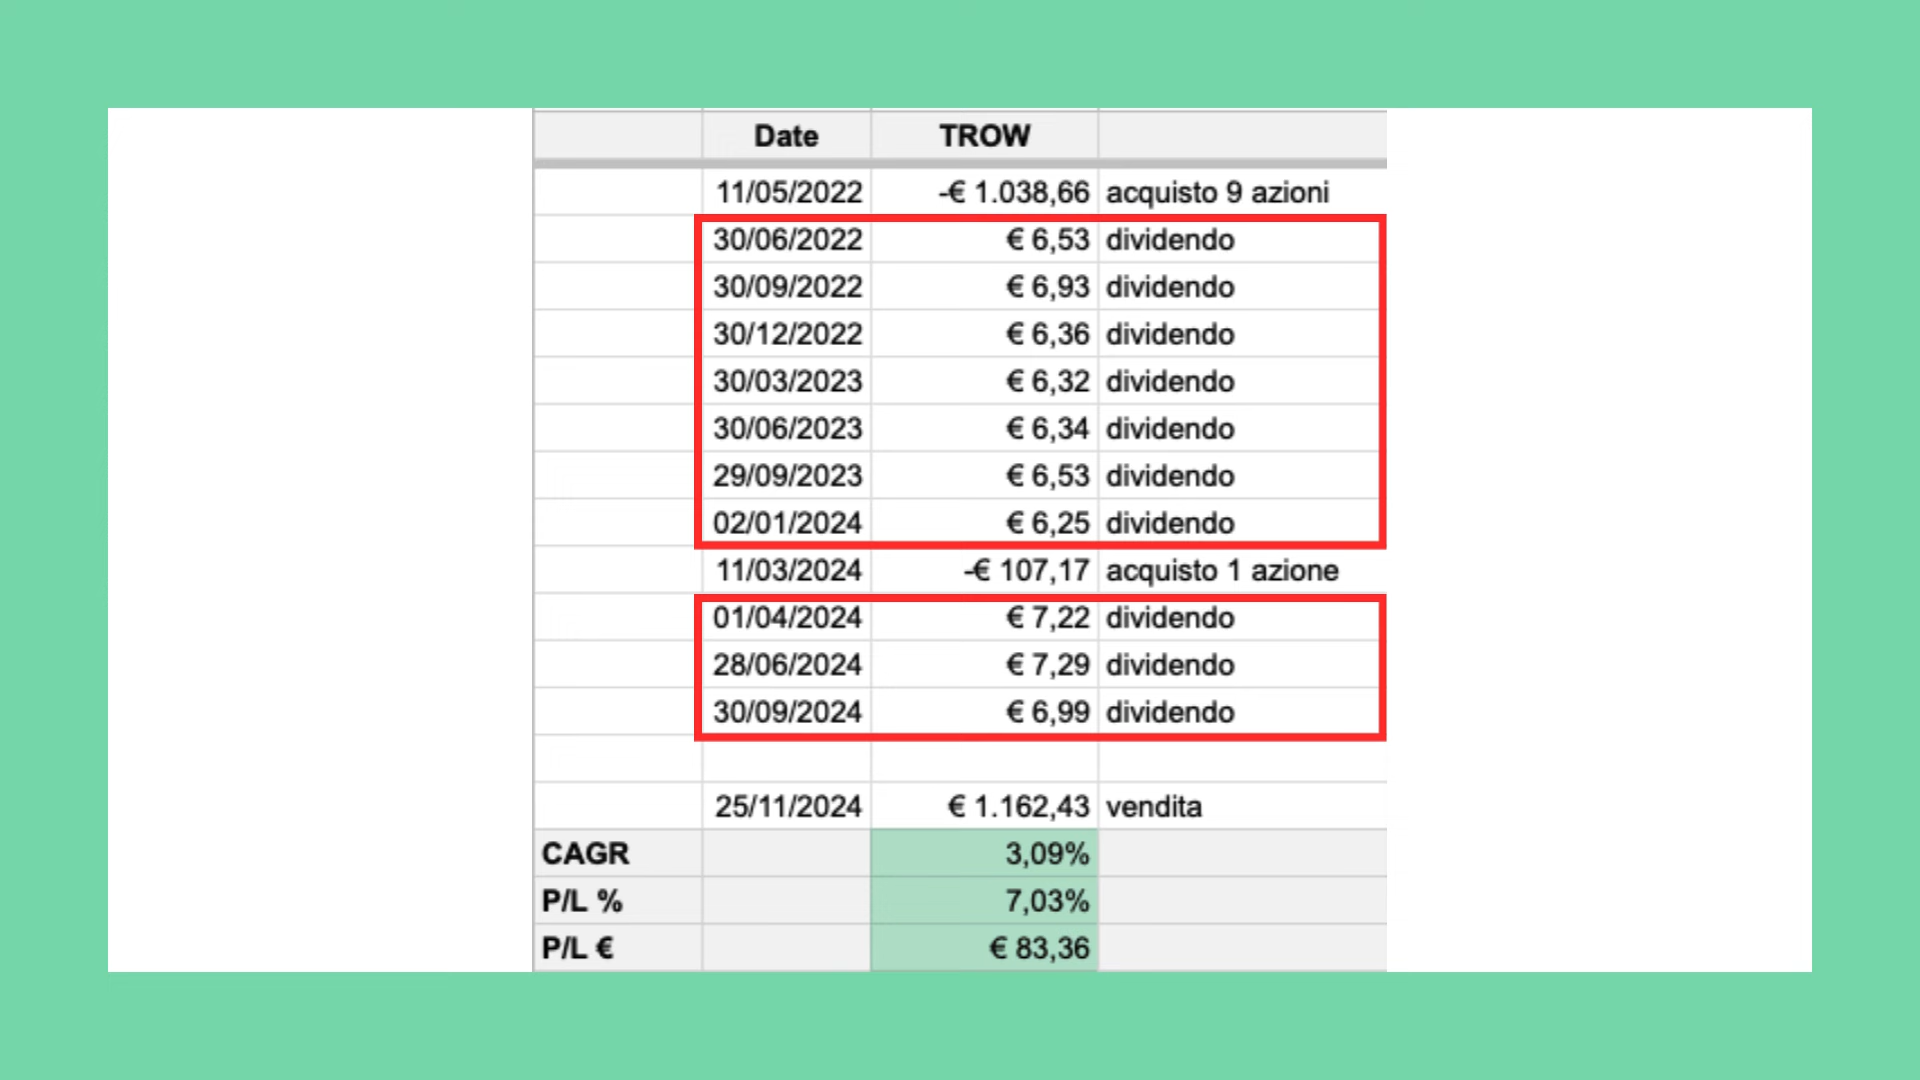 Date TROW
11/05/2022 -€ 1.038,66 acquisto 9 azioni
30/06/2022 € 6,53 dividendo
30/09/2022 € 6,93 dividendo
30/12/2022 € 6,36 dividendo
30/03/2023 € 6,32 dividendo
30/06/2023 € 6,34 dividendo
29/09/2023 € 6,53 dividendo
02/01/2024 € 6,25 dividendo
11/03/2024 -€ 107,17 acquisto 1 azione
01/04/2024 € 7,22 dividendo
28/06/2024 € 7,29 dividendo
30/09/2024 € 6,99 dividendo
25/11/2024 € 1.162,43 vendita
CAGR 3,09%
P/L % 7,03%
P/L € € 83,36